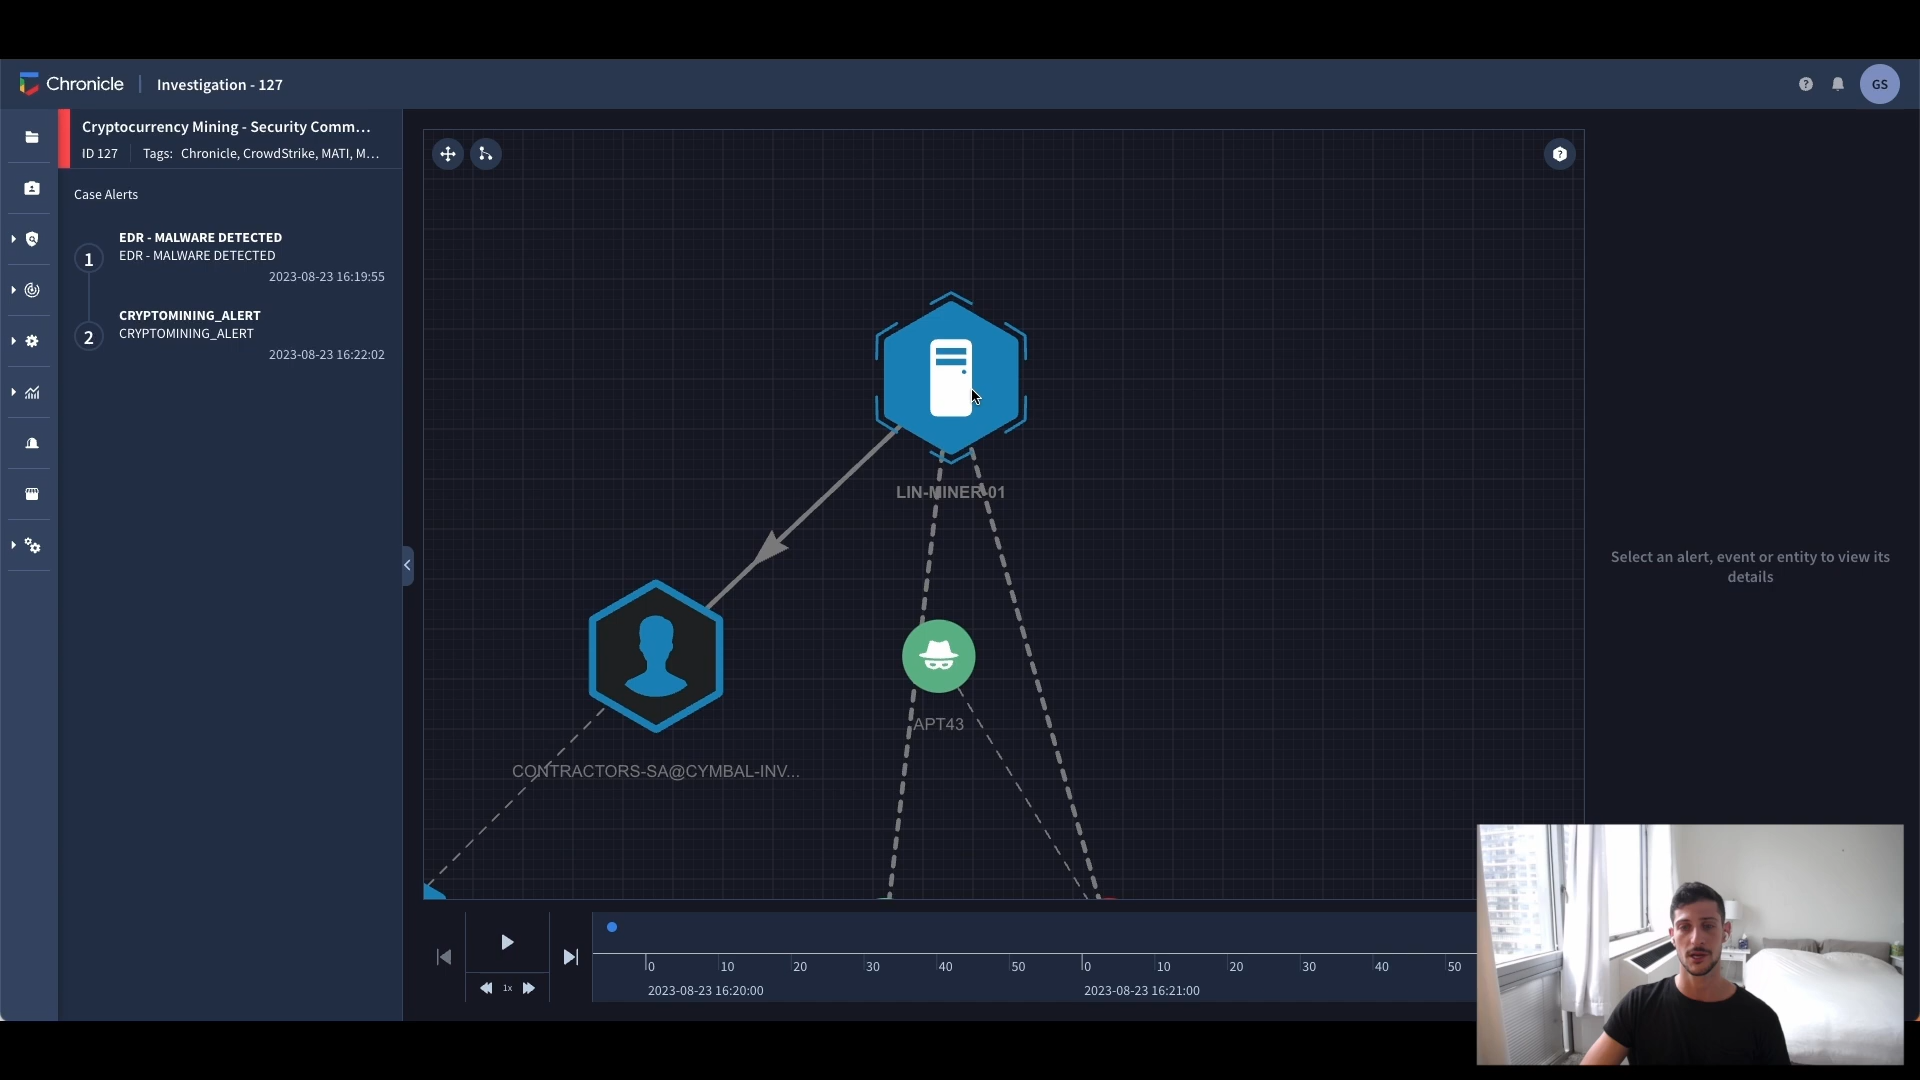 Chronicle
Investigation - 127
GS
Cryptocurrency Mining - Security Comm...
ID 127
Tags: Chronicle, CrowdStrike, MATI, M...
Case Alerts
1
EDR - MALWARE DETECTED
EDR - MALWARE DETECTED
2023-08-23 16:19:55
2
CRYPTOMINING_ALERT
CRYPTOMINING_ALERT
2023-08-23 16:22:02
LIN-MINER-01
APT43
CONTRACTORS-SA@CYMBAL-INV...
Select an alert, event or entity to view its
details
1x
0 10 20 30 40 50 0 10 20 30 40 50
2023-08-23 16:20:00
2023-08-23 16:21:00